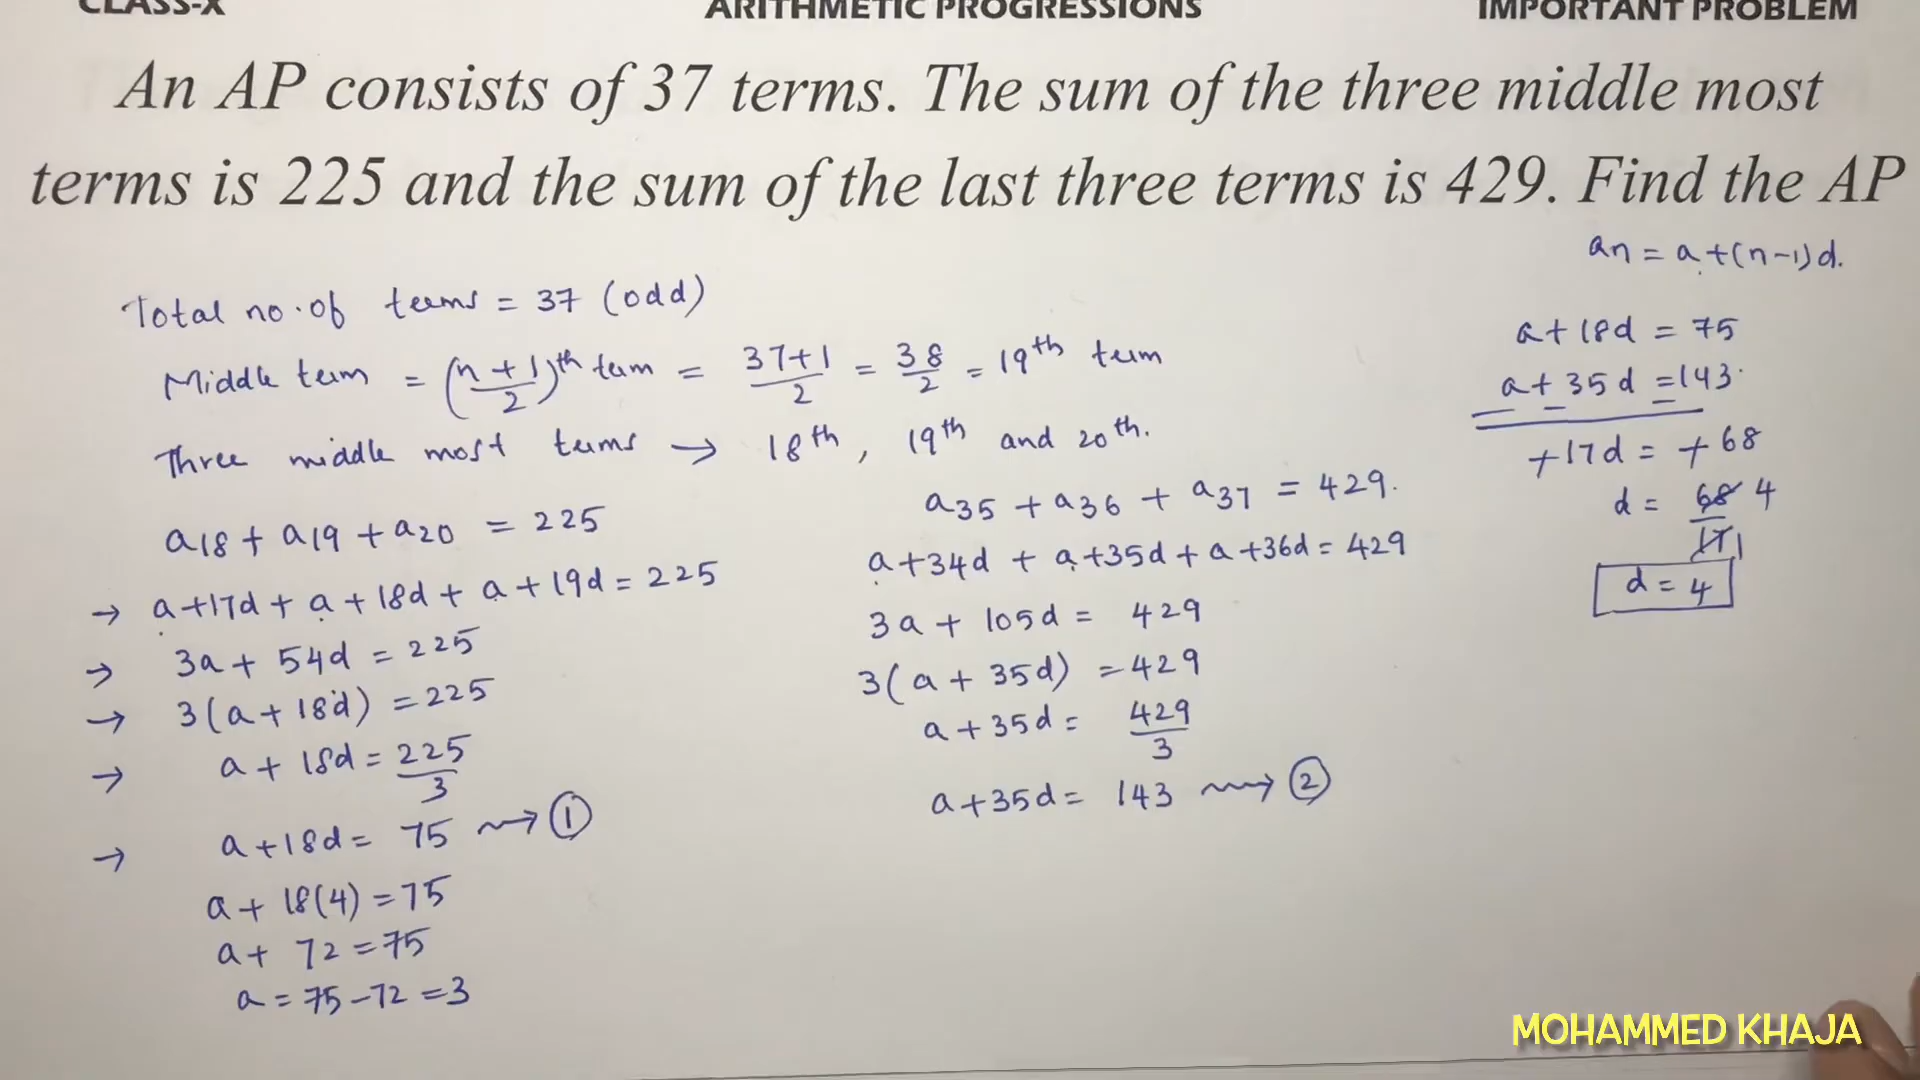 CLASS-X ARITHMETIC PROGRESSIONS IMPORTANT PROBLEM
An AP consists of 37 terms. The sum of the three middle most
terms is 225 and the sum of the last three terms is 429. Find the AP
an = a+(n-1)d.
Total no. of terms = 37 (odd)
Middle term = (n+1/2)th term = 37+1/2 = 38/2 = 19th term
Three middle most terms → 18th, 19th and 20th.
a18 + a19 + a20 = 225
→ a+17d + a+18d + a+19d = 225
→ 3a + 54d = 225
→ 3(a+18d) = 225
→ a + 18d = 225/3
→ a+18d = 75 ⟿ ①
a + 18(4) = 75
a + 72 = 75
a = 75-72 = 3
a35 + a36 + a37 = 429.
a+34d + a+35d + a+36d = 429
3a + 105d = 429
3(a + 35d) = 429
a + 35d = 429/3
a+35d = 143 ⟿ ②
a+18d = 75
a+35d = 143.
- - -
+17d = +68
d = 68/17 4/1
d = 4
MOHAMMED KHAJA